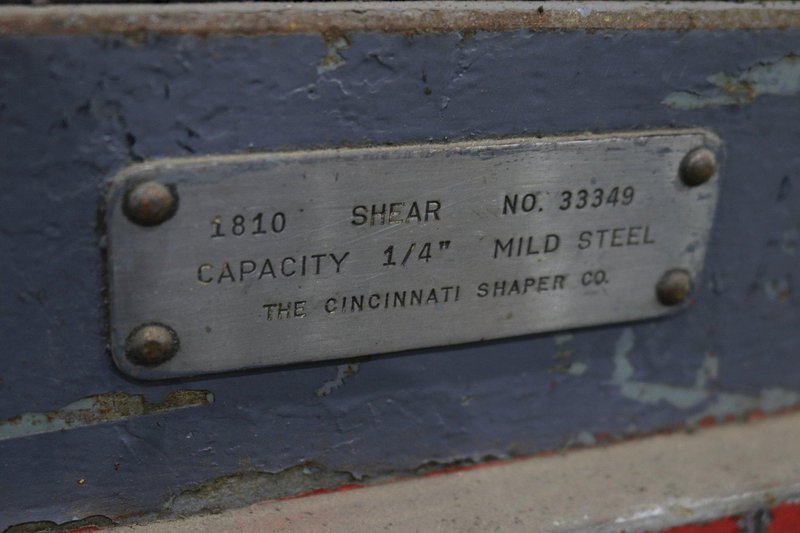 1810 SHEAR NO. 33349
CAPACITY 1/4" MILD STEEL
THE CINCINNATI SHAPER CO.